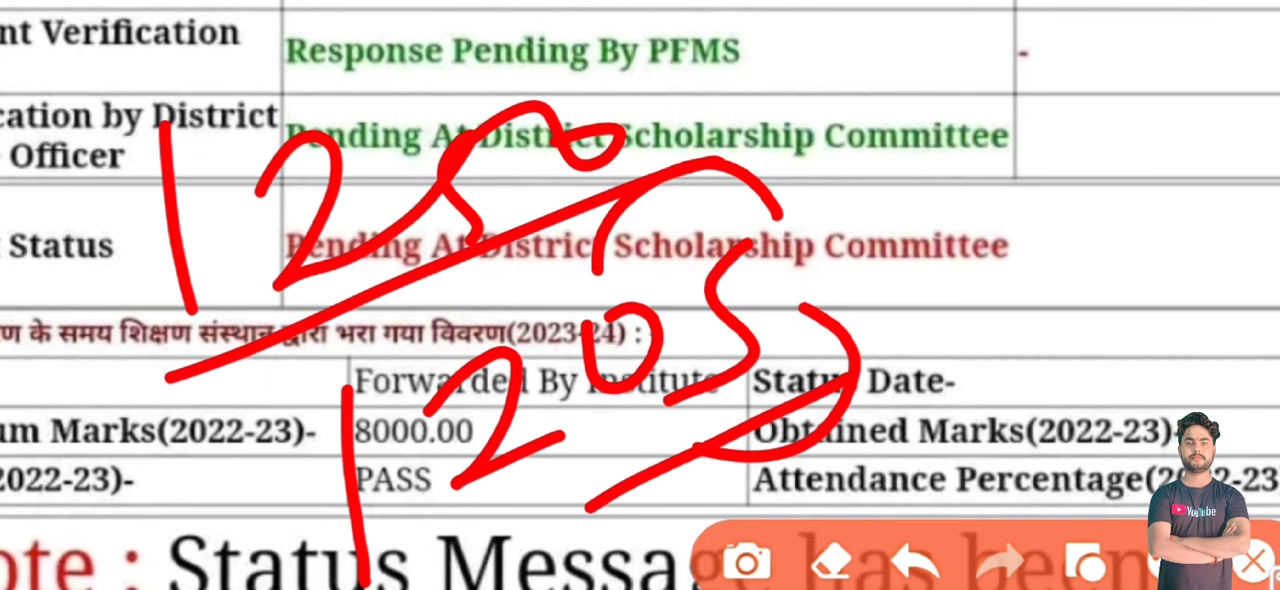 nt Verification
Response Pending By PFMS
-
cation by District
Officer
Pending At District Scholarship Committee
Status
Pending At District Scholarship Committee
1250
1205
ण के समय शिक्षण संस्थान द्वारा भरा गया विवरण(2023-24) :
Forwarded By Institute
Status Date-
um Marks(2022-23)-
8000.00
Obtained Marks(2022-23)-
2022-23)-
PASS
Attendance Percentage(2022-23
ote : Status Message has been
YouTube